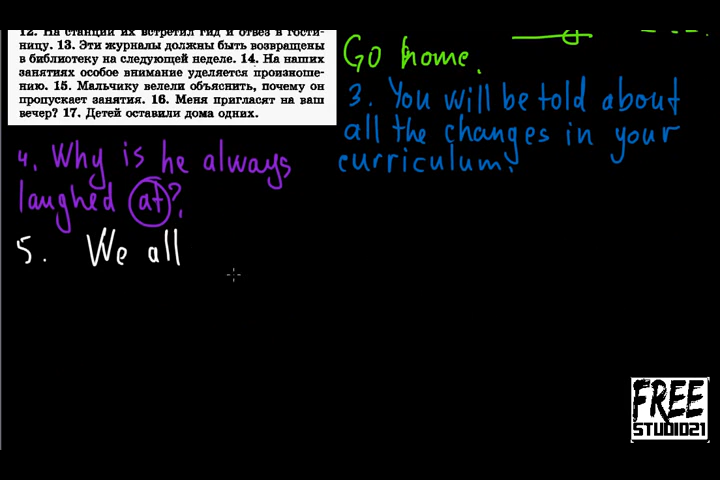 12. На станции их встретил гид и отвез в гости-
ницу. 13. Эти журналы должны быть возвращены
в библиотеку на следующей неделе. 14. На наших
занятиях особое внимание уделяется произноше-
нию. 15. Мальчику велели объяснить, почему он
пропускает занятия. 16. Меня пригласят на ваш
вечер? 17. Детей оставили дома одних.
Go home.
3. You will be told about
all the changes in your
curriculum.
4. Why is he always
laughed at?
5. We all
FREE
STUDIO21